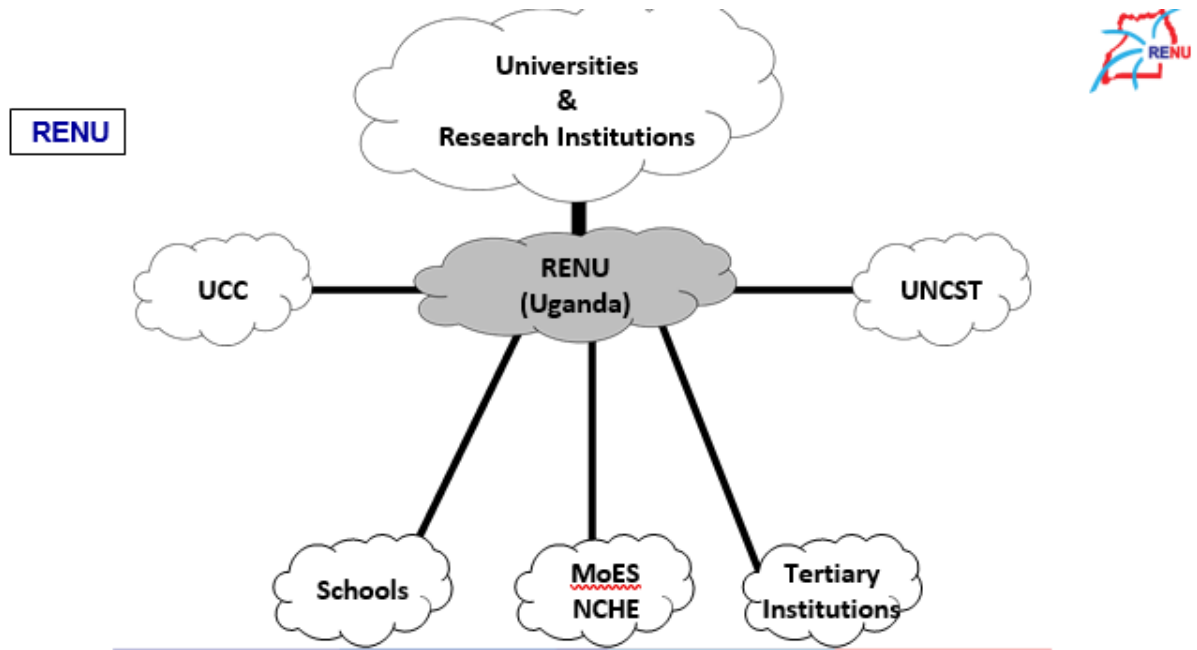 RENU
RENU
Universities
&
Research Institutions
UCC
RENU
(Uganda)
UNCST
Schools
MoES
NCHE
Tertiary
Institutions